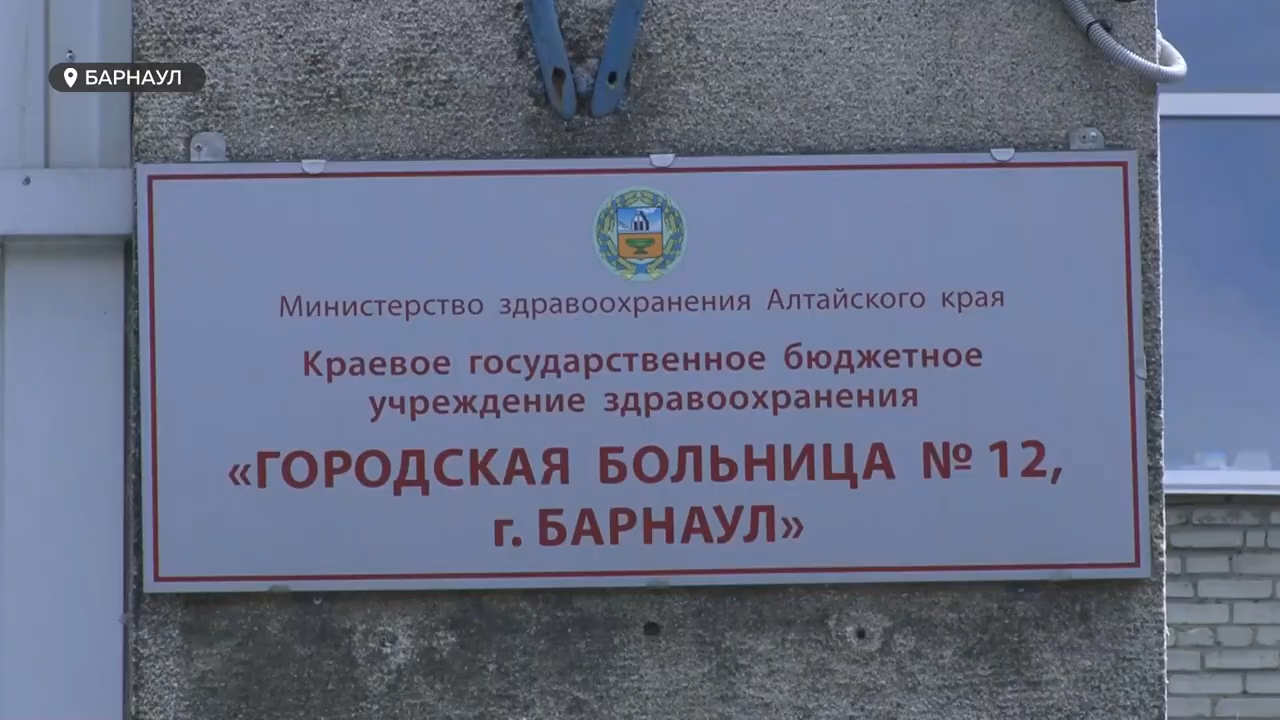 БАРНАУЛ
Министерство здравоохранения Алтайского края
Краевое государственное бюджетное
учреждение здравоохранения
«ГОРОДСКАЯ БОЛЬНИЦА № 12,
г. БАРНАУЛ»